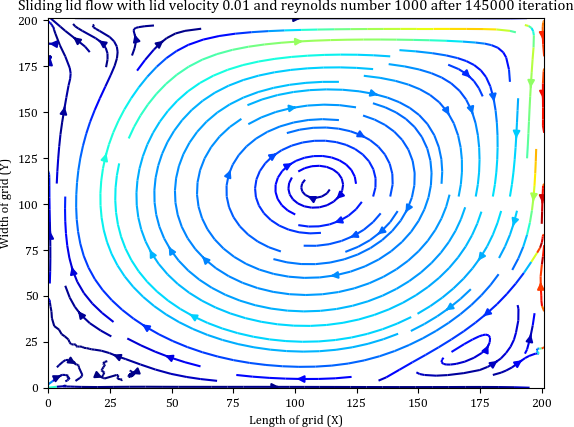 Sliding lid flow with lid velocity 0.01 and reynolds number 1000 after 145000 iteration
200
175
150
125
100
75
50
25
0
Width of grid (Y)
0 25 50 75 100 125 150 175 200
Length of grid (X)